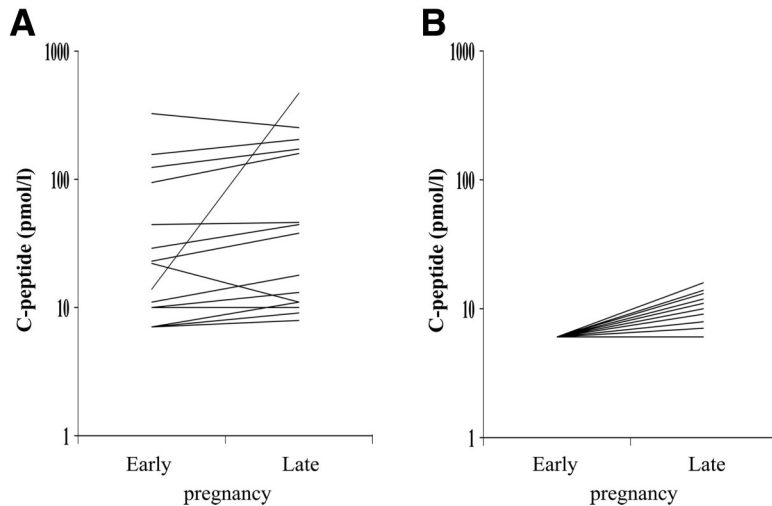 A
1000
100
10
1
C-peptide (pmol/l)
Early Late
pregnancy
B
1000
100
10
1
C-peptide (pmol/l)
Early Late
pregnancy